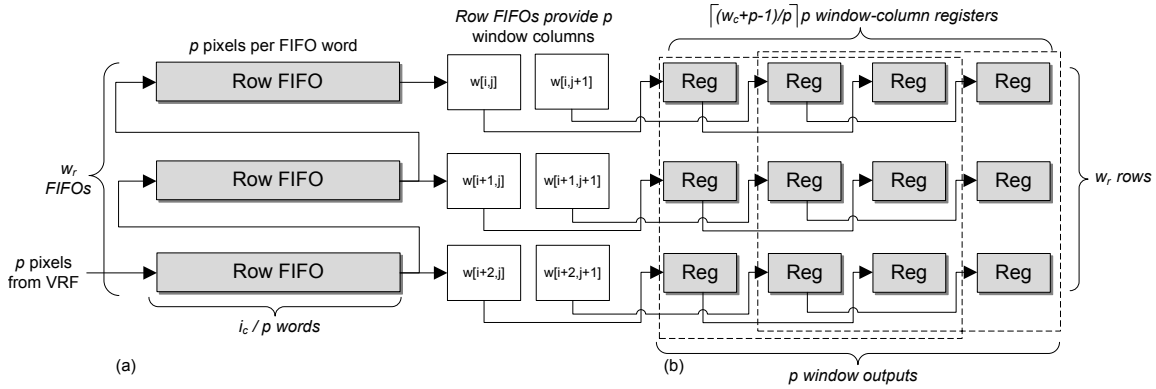 Row FIFOs provide p
window columns
⌈(w_c+p-1)/p⌉ p window-column registers
p pixels per FIFO word
Row FIFO
w[i,j]
w[i,j+1]
Reg
Reg
Reg
Reg
w_r
FIFOs
Row FIFO
w[i+1,j]
w[i+1,j+1]
Reg
Reg
Reg
Reg
w_r rows
p pixels
from VRF
Row FIFO
w[i+2,j]
w[i+2,j+1]
Reg
Reg
Reg
Reg
i_c / p words
(a)
(b)
p window outputs